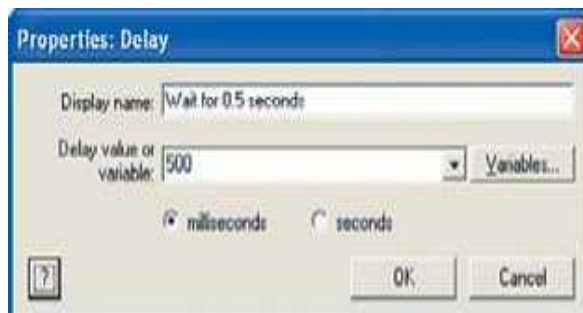 Properties: Delay
Display name: Wait for 0.5 seconds
Delay value or variable: 500 Variables...
milliseconds seconds
? OK Cancel